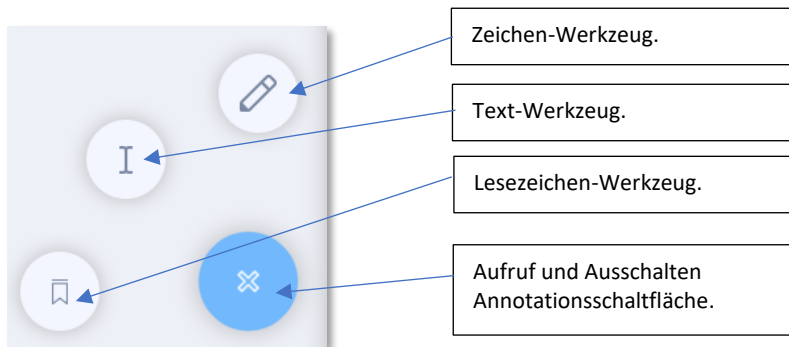 Zeichen-Werkzeug.
Text-Werkzeug.
Lesezeichen-Werkzeug.
Aufruf und Ausschalten
Annotationsschaltfläche.